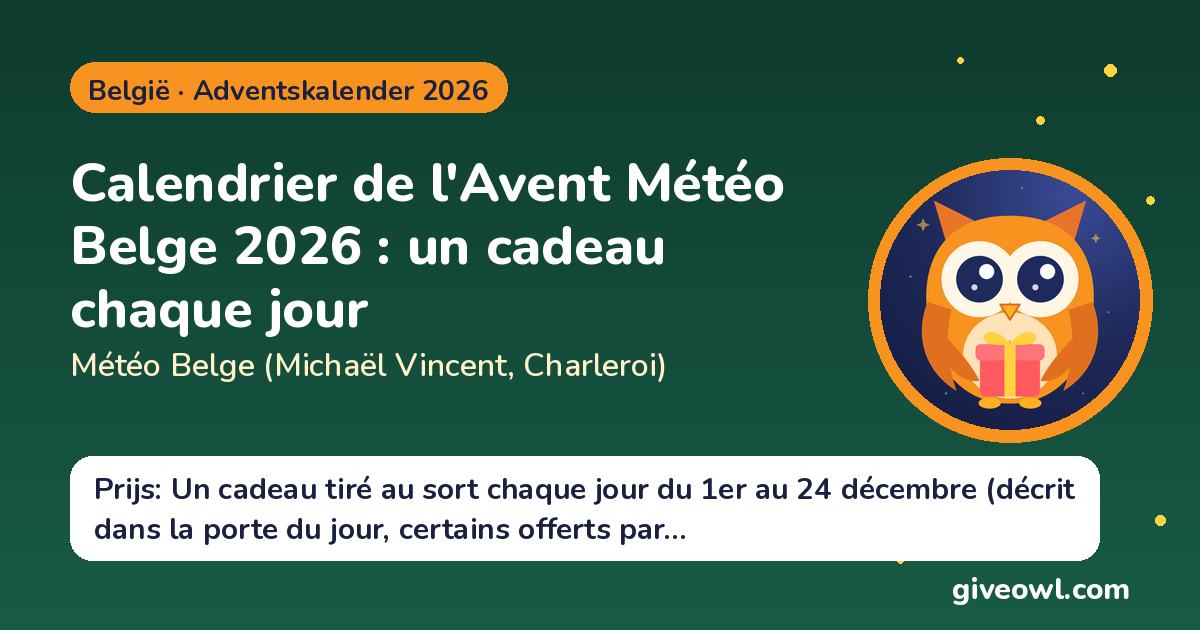 België · Adventskalender 2026
Calendrier de l'Avent Météo
Belge 2026 : un cadeau
chaque jour
Météo Belge (Michaël Vincent, Charleroi)
Prijs: Un cadeau tiré au sort chaque jour du 1er au 24 décembre (décrit
dans la porte du jour, certains offerts par...
giveowl.com